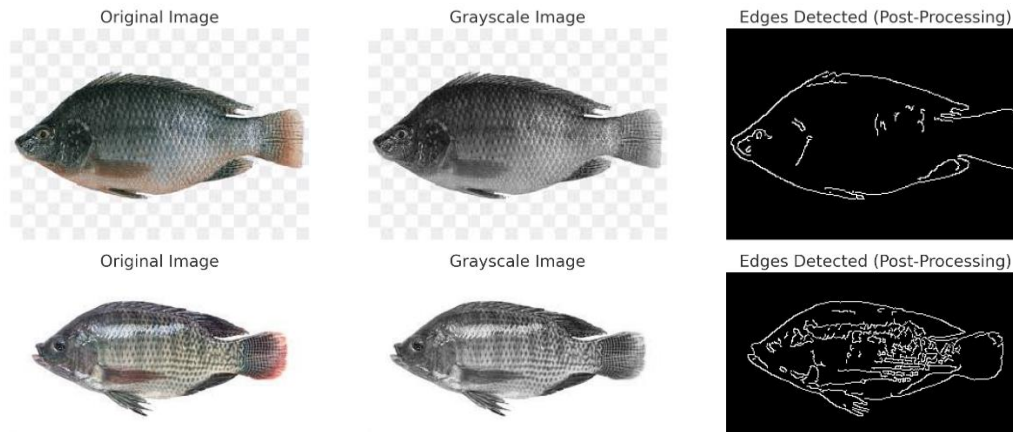 Original Image
Grayscale Image
Edges Detected (Post-Processing)
Original Image
Grayscale Image
Edges Detected (Post-Processing)